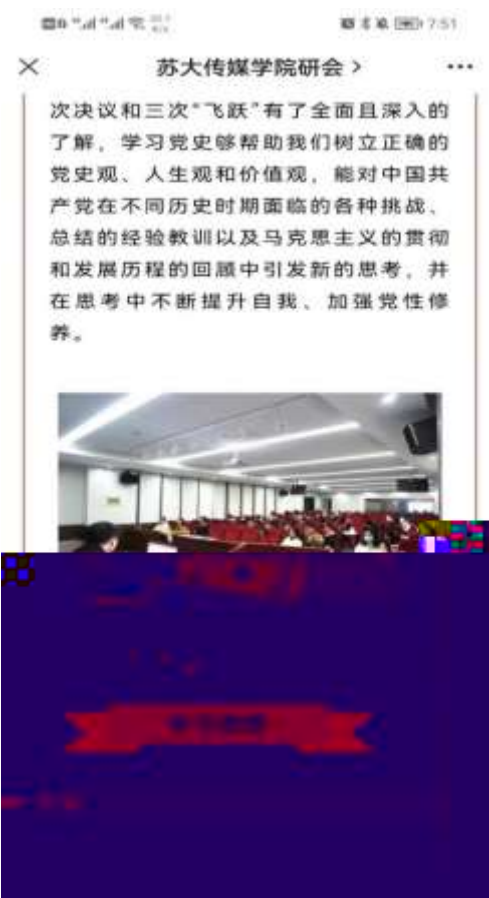 7:51
苏大传媒学院研会 >
次决议和三次“飞跃”有了全面且深入的
了解，学习党史够帮助我们树立正确的
党史观、人生观和价值观，能对中国共
产党在不同历史时期面临的各种挑战、
总结的经验教训以及马克思主义的贯彻
和发展历程的回顾中引发新的思考，并
在思考中不断提升自我、加强党性修
养。